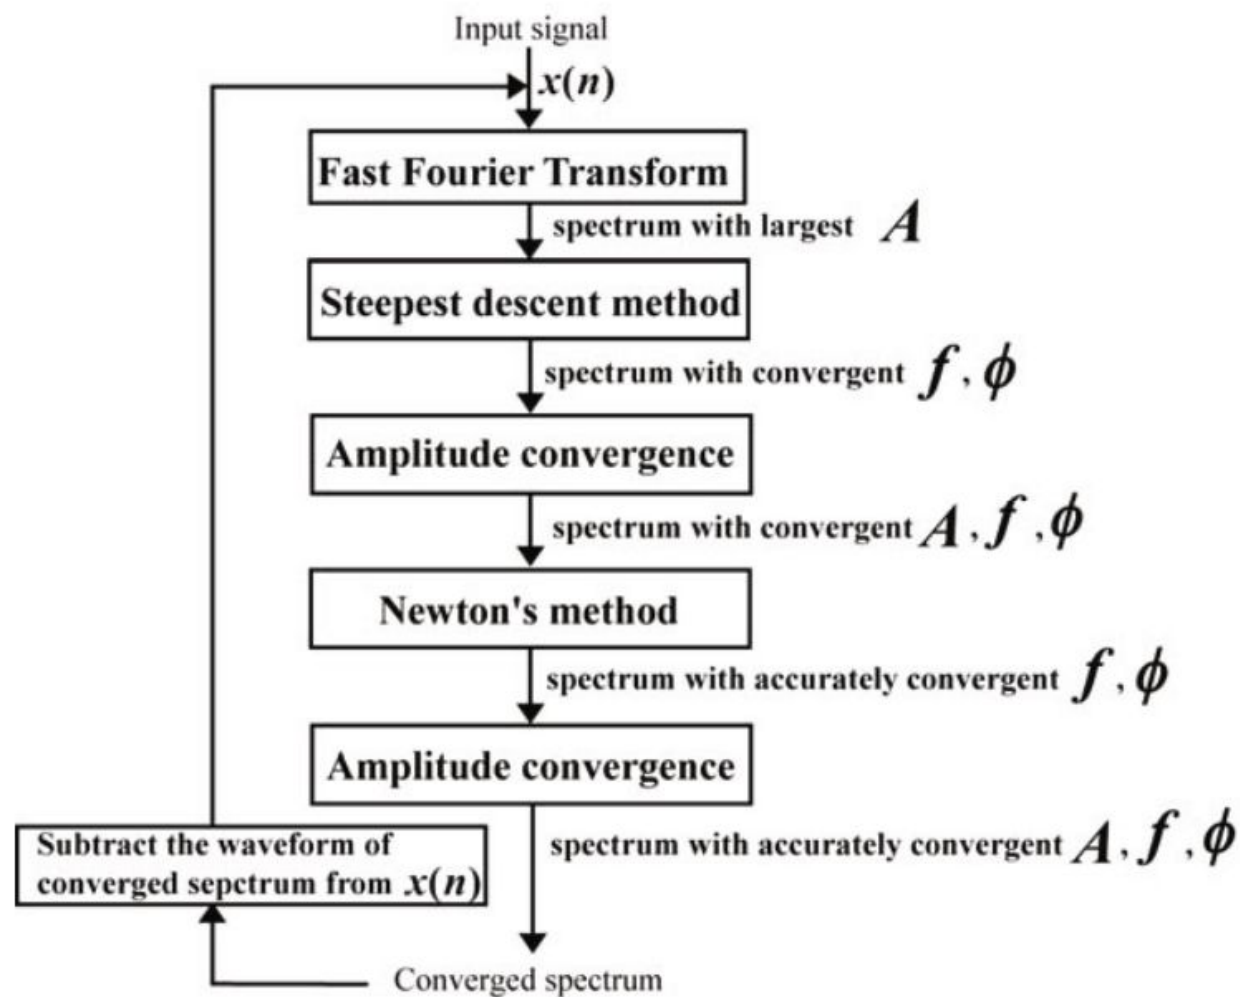 Input signal
x(n)
Fast Fourier Transform
spectrum with largest A
Steepest descent method
spectrum with convergent f, ϕ
Amplitude convergence
spectrum with convergent A, f, ϕ
Newton's method
spectrum with accurately convergent f, ϕ
Amplitude convergence
spectrum with accurately convergent A, f, ϕ
Subtract the waveform of
converged sepctrum from x(n)
Converged spectrum